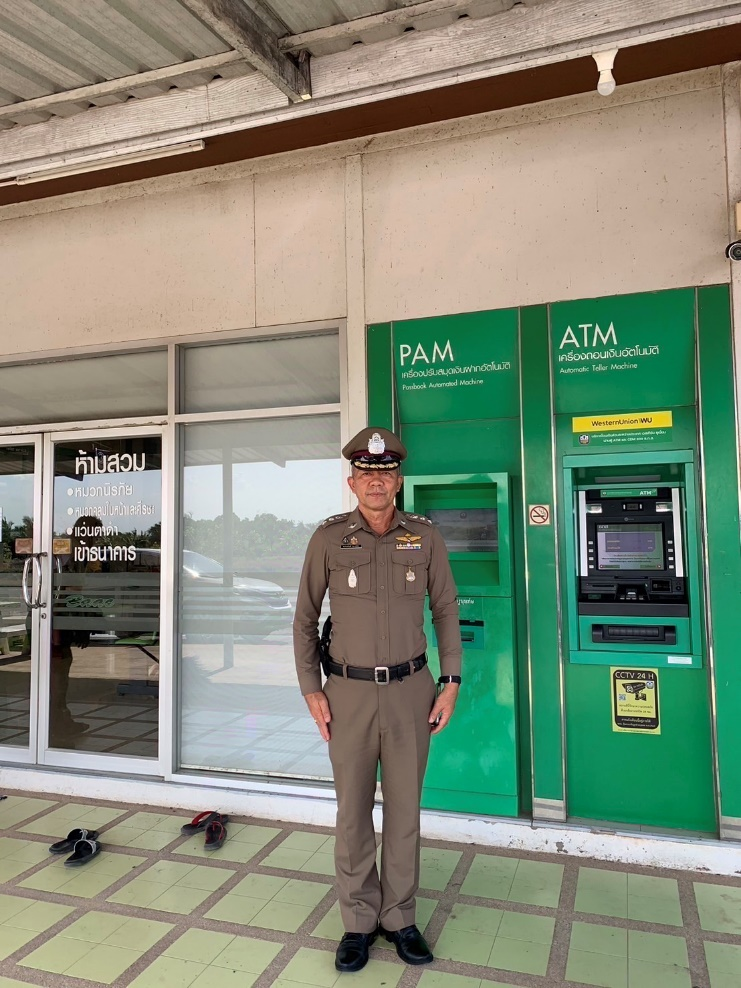 ห้ามสวม
หมวกนิรภัย
หมวกคลุมใบหน้าและศีรษะ
แว่นตาดำ
เข้าธนาคาร
PAM
เครื่องปรับสมุดเงินฝากอัตโนมัติ
Passbook Automated Machine
ATM
เครื่องถอนเงินอัตโนมัติ
Automatic Teller Machine
WesternUnion WU
ATM
CCTV 24 H